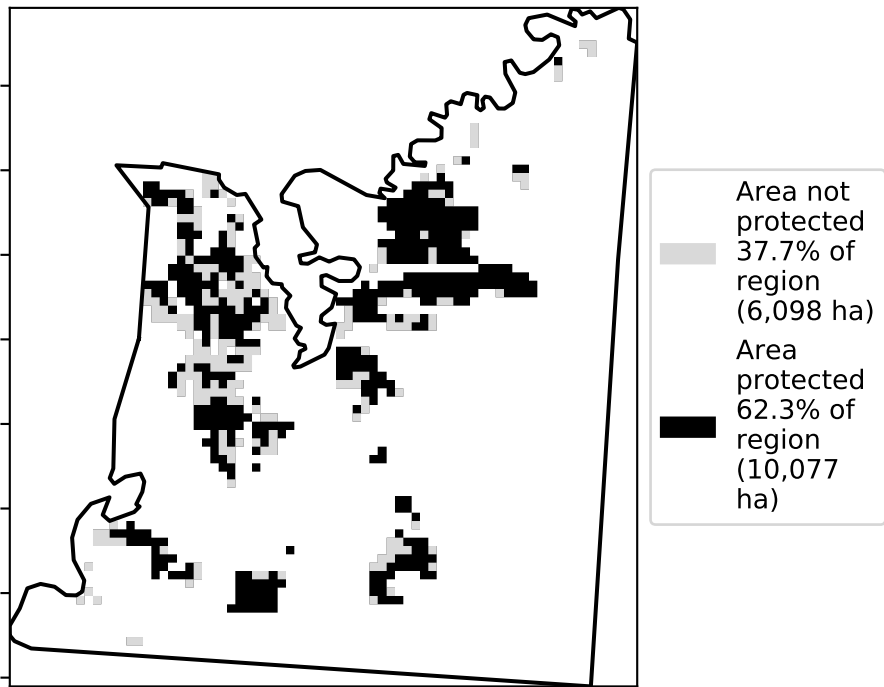 Area not
protected
37.7% of
region
(6,098 ha)
Area
protected
62.3% of
region
(10,077
ha)